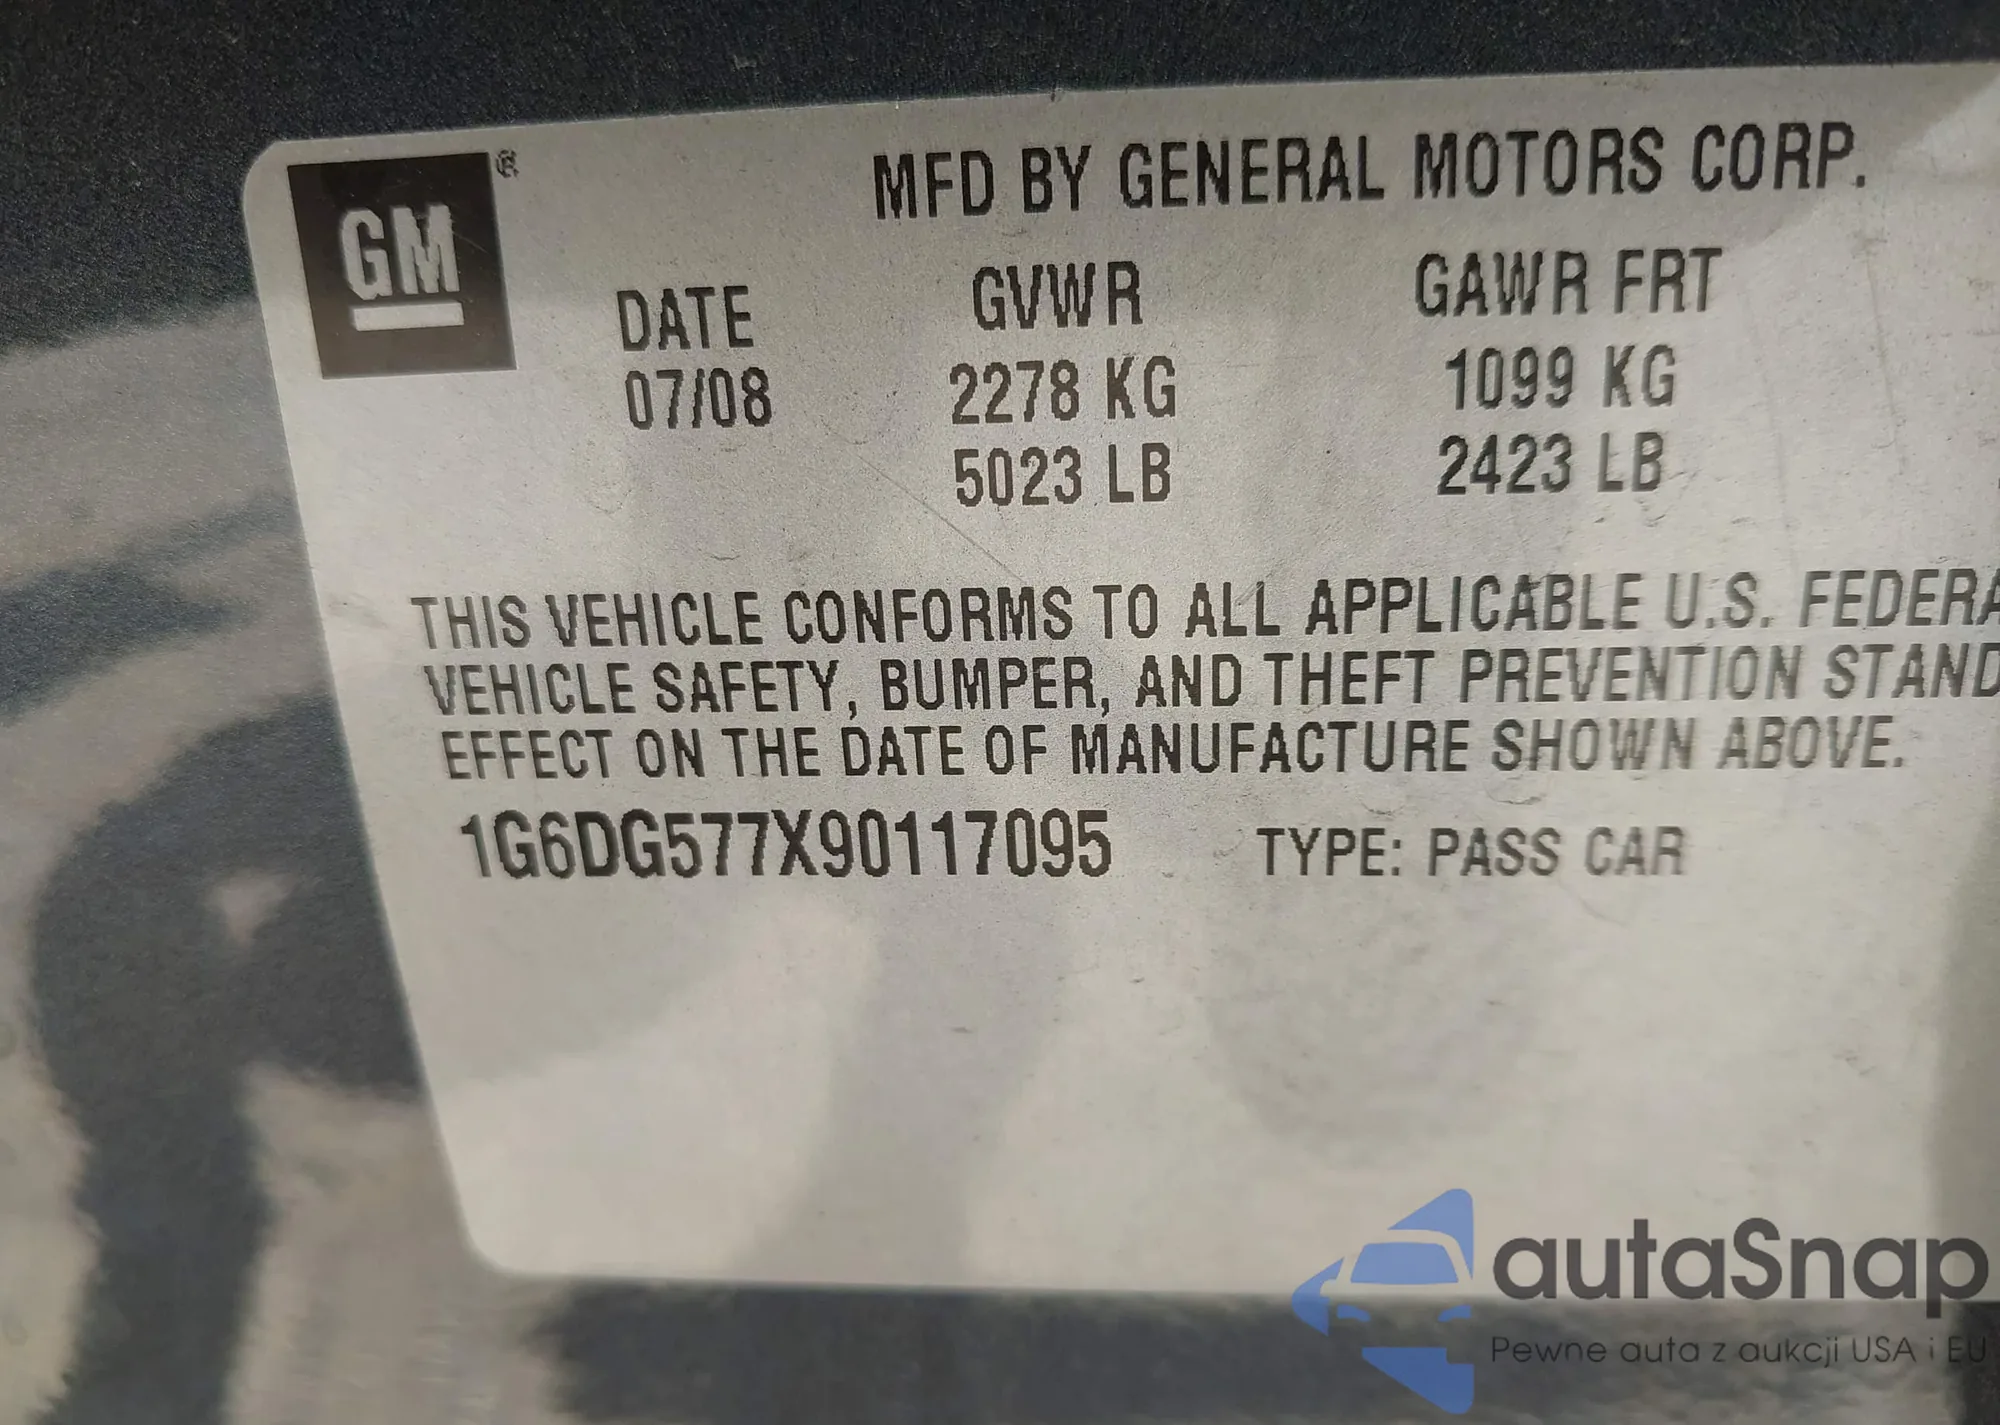 GM ®
MFD BY GENERAL MOTORS CORP.
DATE GVWR GAWR FRT
07/08 2278 KG 1099 KG
5023 LB 2423 LB
THIS VEHICLE CONFORMS TO ALL APPLICABLE U.S. FEDERA
VEHICLE SAFETY, BUMPER, AND THEFT PREVENTION STAND
EFFECT ON THE DATE OF MANUFACTURE SHOWN ABOVE.
1G6DG577X90117095 TYPE: PASS CAR
autaSnap
Pewne auta z aukcji USA i EU